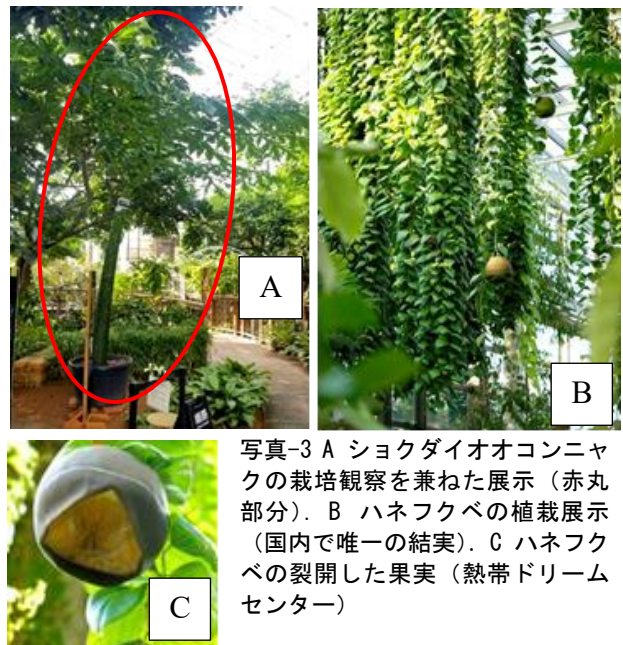 A
B
C
写真-3 A ショクダイオオコンニャ
クの栽培観察を兼ねた展示（赤丸
部分）．B ハネフクベの植栽展示
（国内で唯一の結実）．C ハネフク
ベの裂開した果実（熱帯ドリーム
センター）